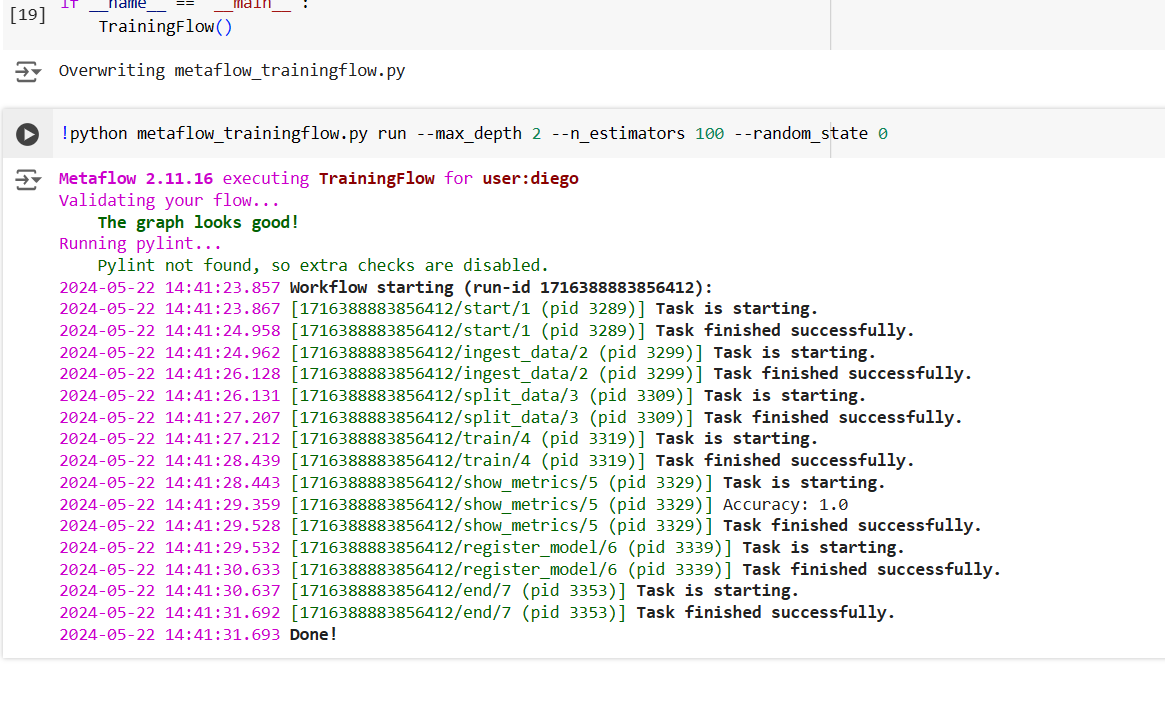 [19]
if __name__ == '__main__':
TrainingFlow()
Overwriting metaflow_trainingflow.py
!python metaflow_trainingflow.py run --max_depth 2 --n_estimators 100 --random_state 0
Metaflow 2.11.16 executing TrainingFlow for user:diego
Validating your flow...
The graph looks good!
Running pylint...
Pylint not found, so extra checks are disabled.
2024-05-22 14:41:23.857 Workflow starting (run-id 1716388883856412):
2024-05-22 14:41:23.867 [1716388883856412/start/1 (pid 3289)] Task is starting.
2024-05-22 14:41:24.958 [1716388883856412/start/1 (pid 3289)] Task finished successfully.
2024-05-22 14:41:24.962 [1716388883856412/ingest_data/2 (pid 3299)] Task is starting.
2024-05-22 14:41:26.128 [1716388883856412/ingest_data/2 (pid 3299)] Task finished successfully.
2024-05-22 14:41:26.131 [1716388883856412/split_data/3 (pid 3309)] Task is starting.
2024-05-22 14:41:27.207 [1716388883856412/split_data/3 (pid 3309)] Task finished successfully.
2024-05-22 14:41:27.212 [1716388883856412/train/4 (pid 3319)] Task is starting.
2024-05-22 14:41:28.439 [1716388883856412/train/4 (pid 3319)] Task finished successfully.
2024-05-22 14:41:28.443 [1716388883856412/show_metrics/5 (pid 3329)] Task is starting.
2024-05-22 14:41:29.359 [1716388883856412/show_metrics/5 (pid 3329)] Accuracy: 1.0
2024-05-22 14:41:29.528 [1716388883856412/show_metrics/5 (pid 3329)] Task finished successfully.
2024-05-22 14:41:29.532 [1716388883856412/register_model/6 (pid 3339)] Task is starting.
2024-05-22 14:41:30.633 [1716388883856412/register_model/6 (pid 3339)] Task finished successfully.
2024-05-22 14:41:30.637 [1716388883856412/end/7 (pid 3353)] Task is starting.
2024-05-22 14:41:31.692 [1716388883856412/end/7 (pid 3353)] Task finished successfully.
2024-05-22 14:41:31.693 Done!